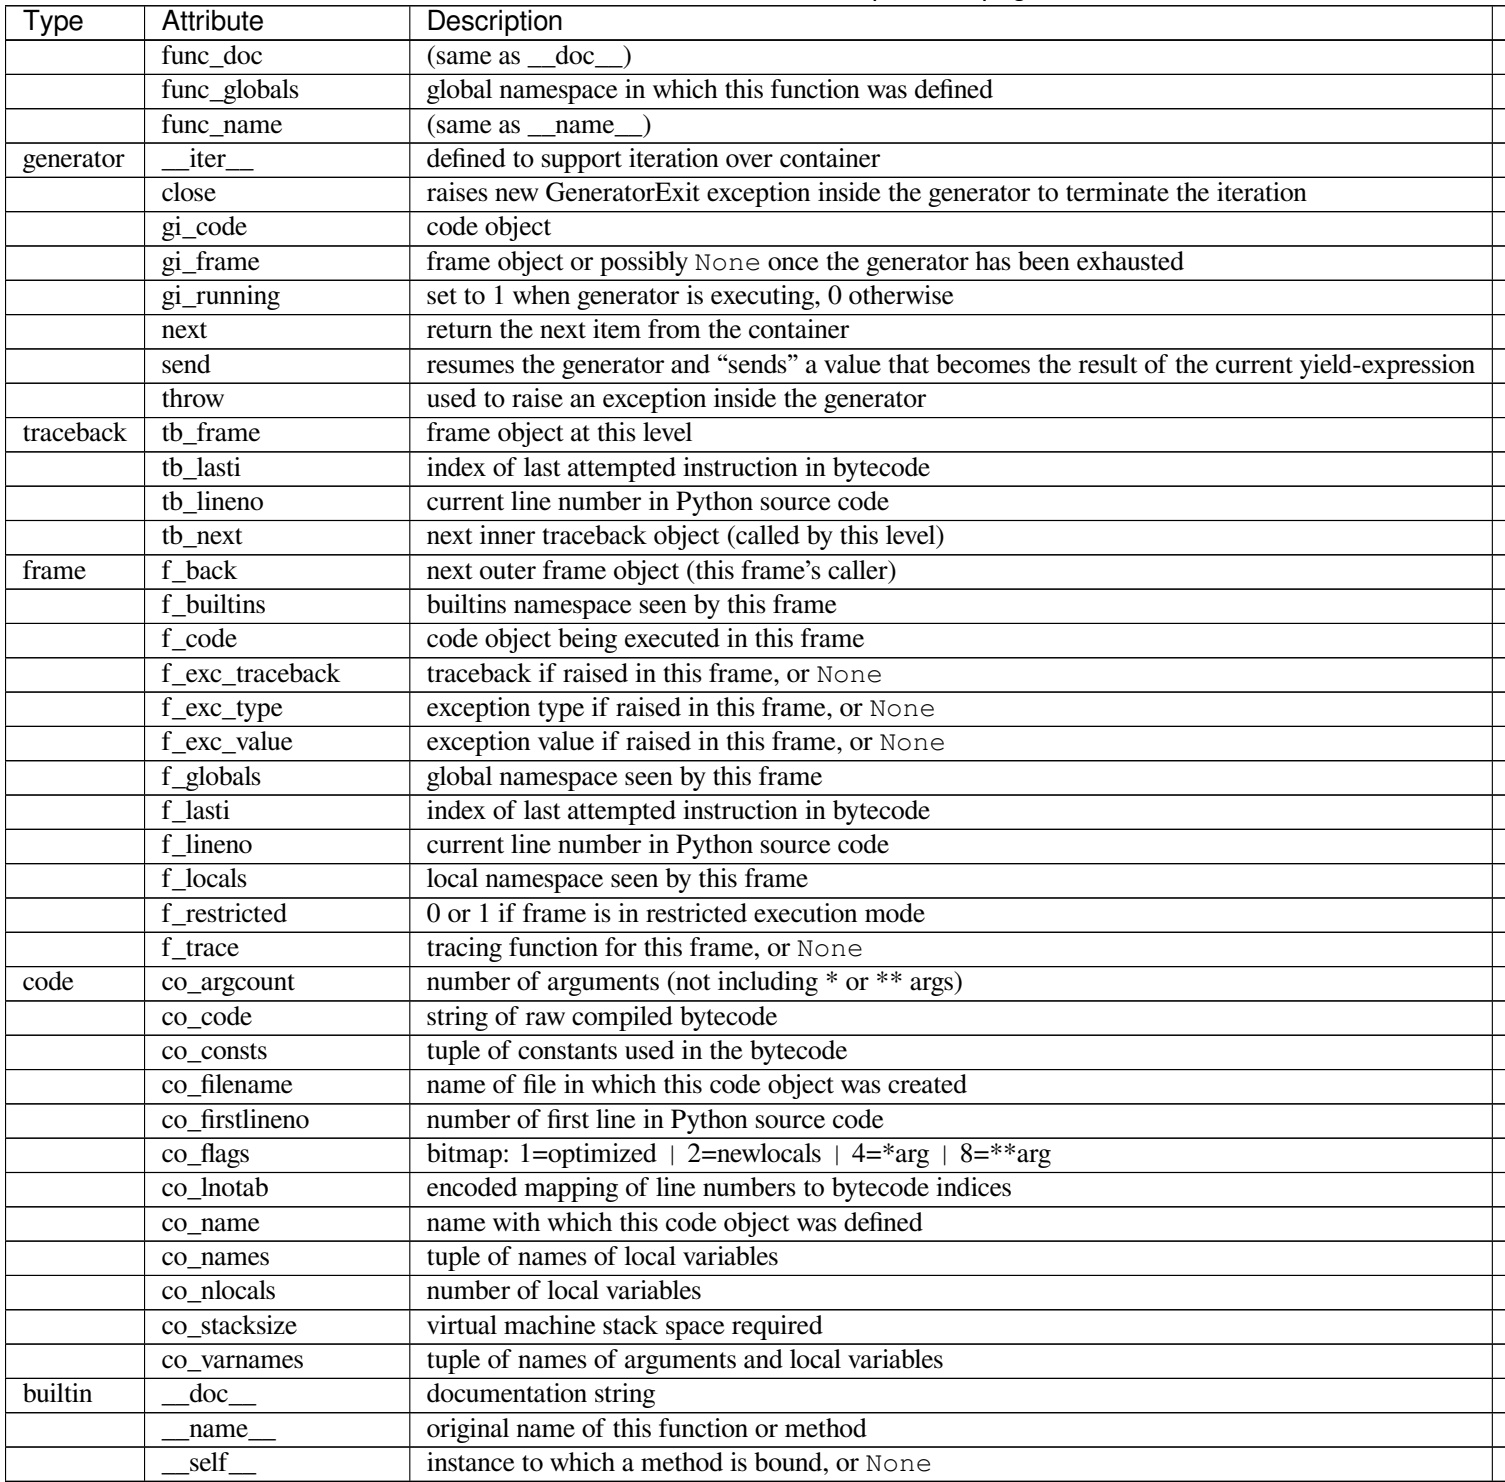 Type Attribute Description
func_doc (same as __doc__)
func_globals global namespace in which this function was defined
func_name (same as __name__)
generator __iter__ defined to support iteration over container
close raises new GeneratorExit exception inside the generator to terminate the iteration
gi_code code object
gi_frame frame object or possibly None once the generator has been exhausted
gi_running set to 1 when generator is executing, 0 otherwise
next return the next item from the container
send resumes the generator and “sends” a value that becomes the result of the current yield-expression
throw used to raise an exception inside the generator
traceback tb_frame frame object at this level
tb_lasti index of last attempted instruction in bytecode
tb_lineno current line number in Python source code
tb_next next inner traceback object (called by this level)
frame f_back next outer frame object (this frame’s caller)
f_builtins builtins namespace seen by this frame
f_code code object being executed in this frame
f_exc_traceback traceback if raised in this frame, or None
f_exc_type exception type if raised in this frame, or None
f_exc_value exception value if raised in this frame, or None
f_globals global namespace seen by this frame
f_lasti index of last attempted instruction in bytecode
f_lineno current line number in Python source code
f_locals local namespace seen by this frame
f_restricted 0 or 1 if frame is in restricted execution mode
f_trace tracing function for this frame, or None
code co_argcount number of arguments (not including * or ** args)
co_code string of raw compiled bytecode
co_consts tuple of constants used in the bytecode
co_filename name of file in which this code object was created
co_firstlineno number of first line in Python source code
co_flags bitmap: 1=optimized | 2=newlocals | 4=*arg | 8=**arg
co_lnotab encoded mapping of line numbers to bytecode indices
co_name name with which this code object was defined
co_names tuple of names of local variables
co_nlocals number of local variables
co_stacksize virtual machine stack space required
co_varnames tuple of names of arguments and local variables
builtin __doc__ documentation string
__name__ original name of this function or method
__self__ instance to which a method is bound, or None